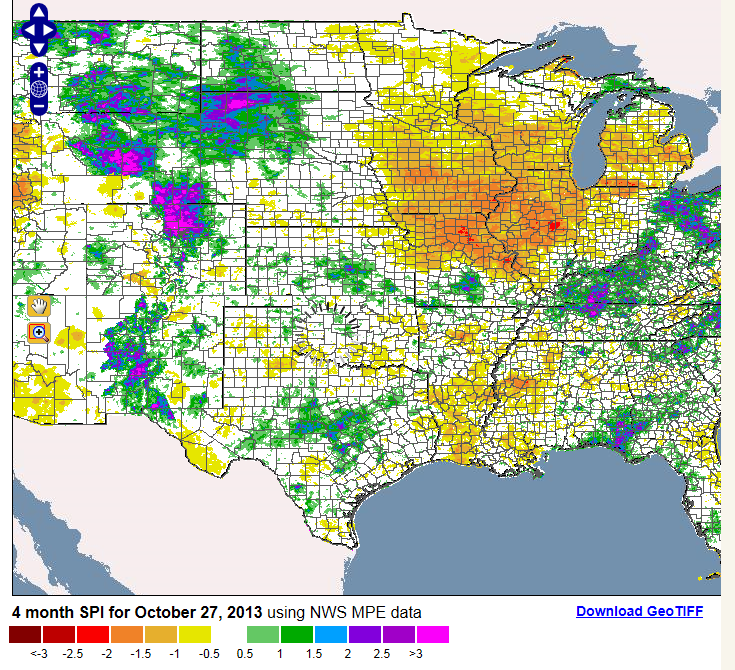 4 month SPI for October 27, 2013 using NWS MPE data
Download GeoTIFF
<-3 -2.5 -2 -1.5 -1 -0.5 0.5 1 1.5 2 2.5 >3